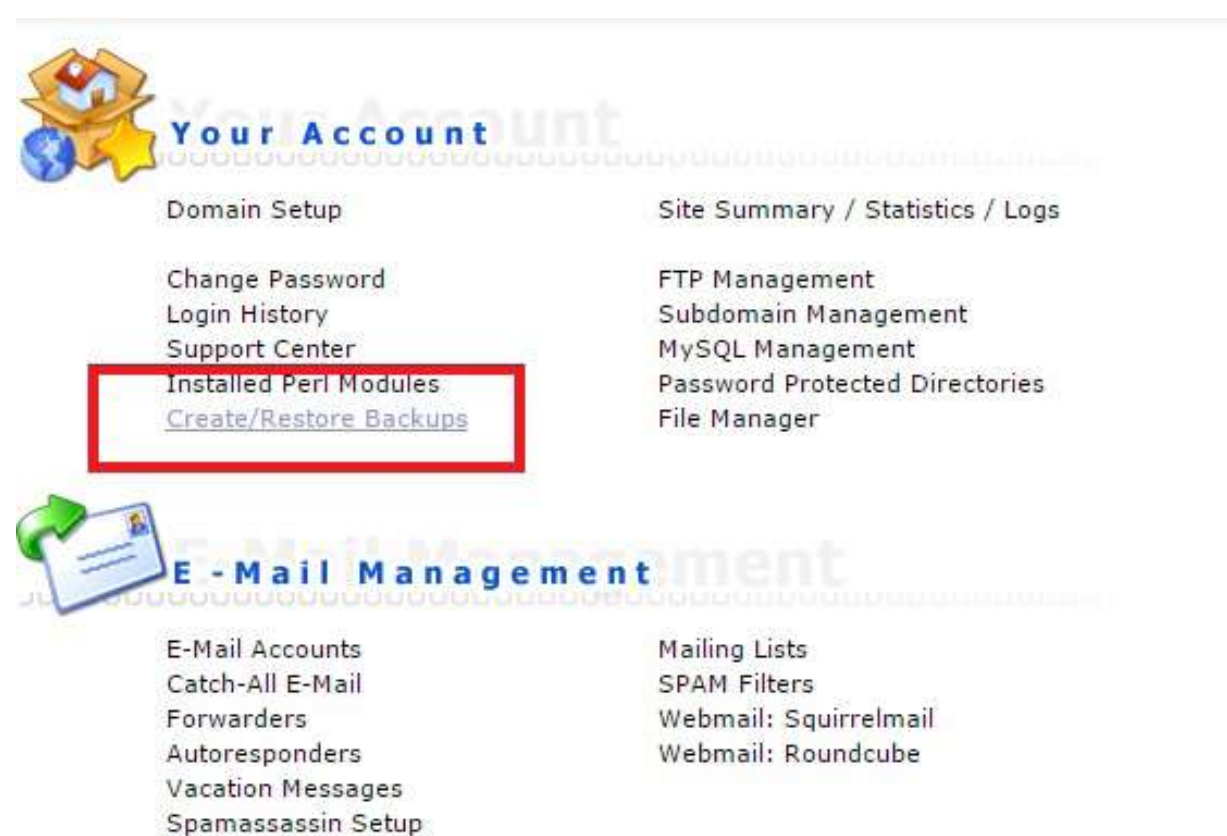 Your Account
Domain Setup
Site Summary / Statistics / Logs
Change Password
FTP Management
Login History
Subdomain Management
Support Center
MySQL Management
Installed Perl Modules
Password Protected Directories
Create/Restore Backups
File Manager
E-Mail Management
E-Mail Accounts
Mailing Lists
Catch-All E-Mail
SPAM Filters
Forwarders
Webmail: Squirrelmail
Autoresponders
Webmail: Roundcube
Vacation Messages
Spamassassin Setup